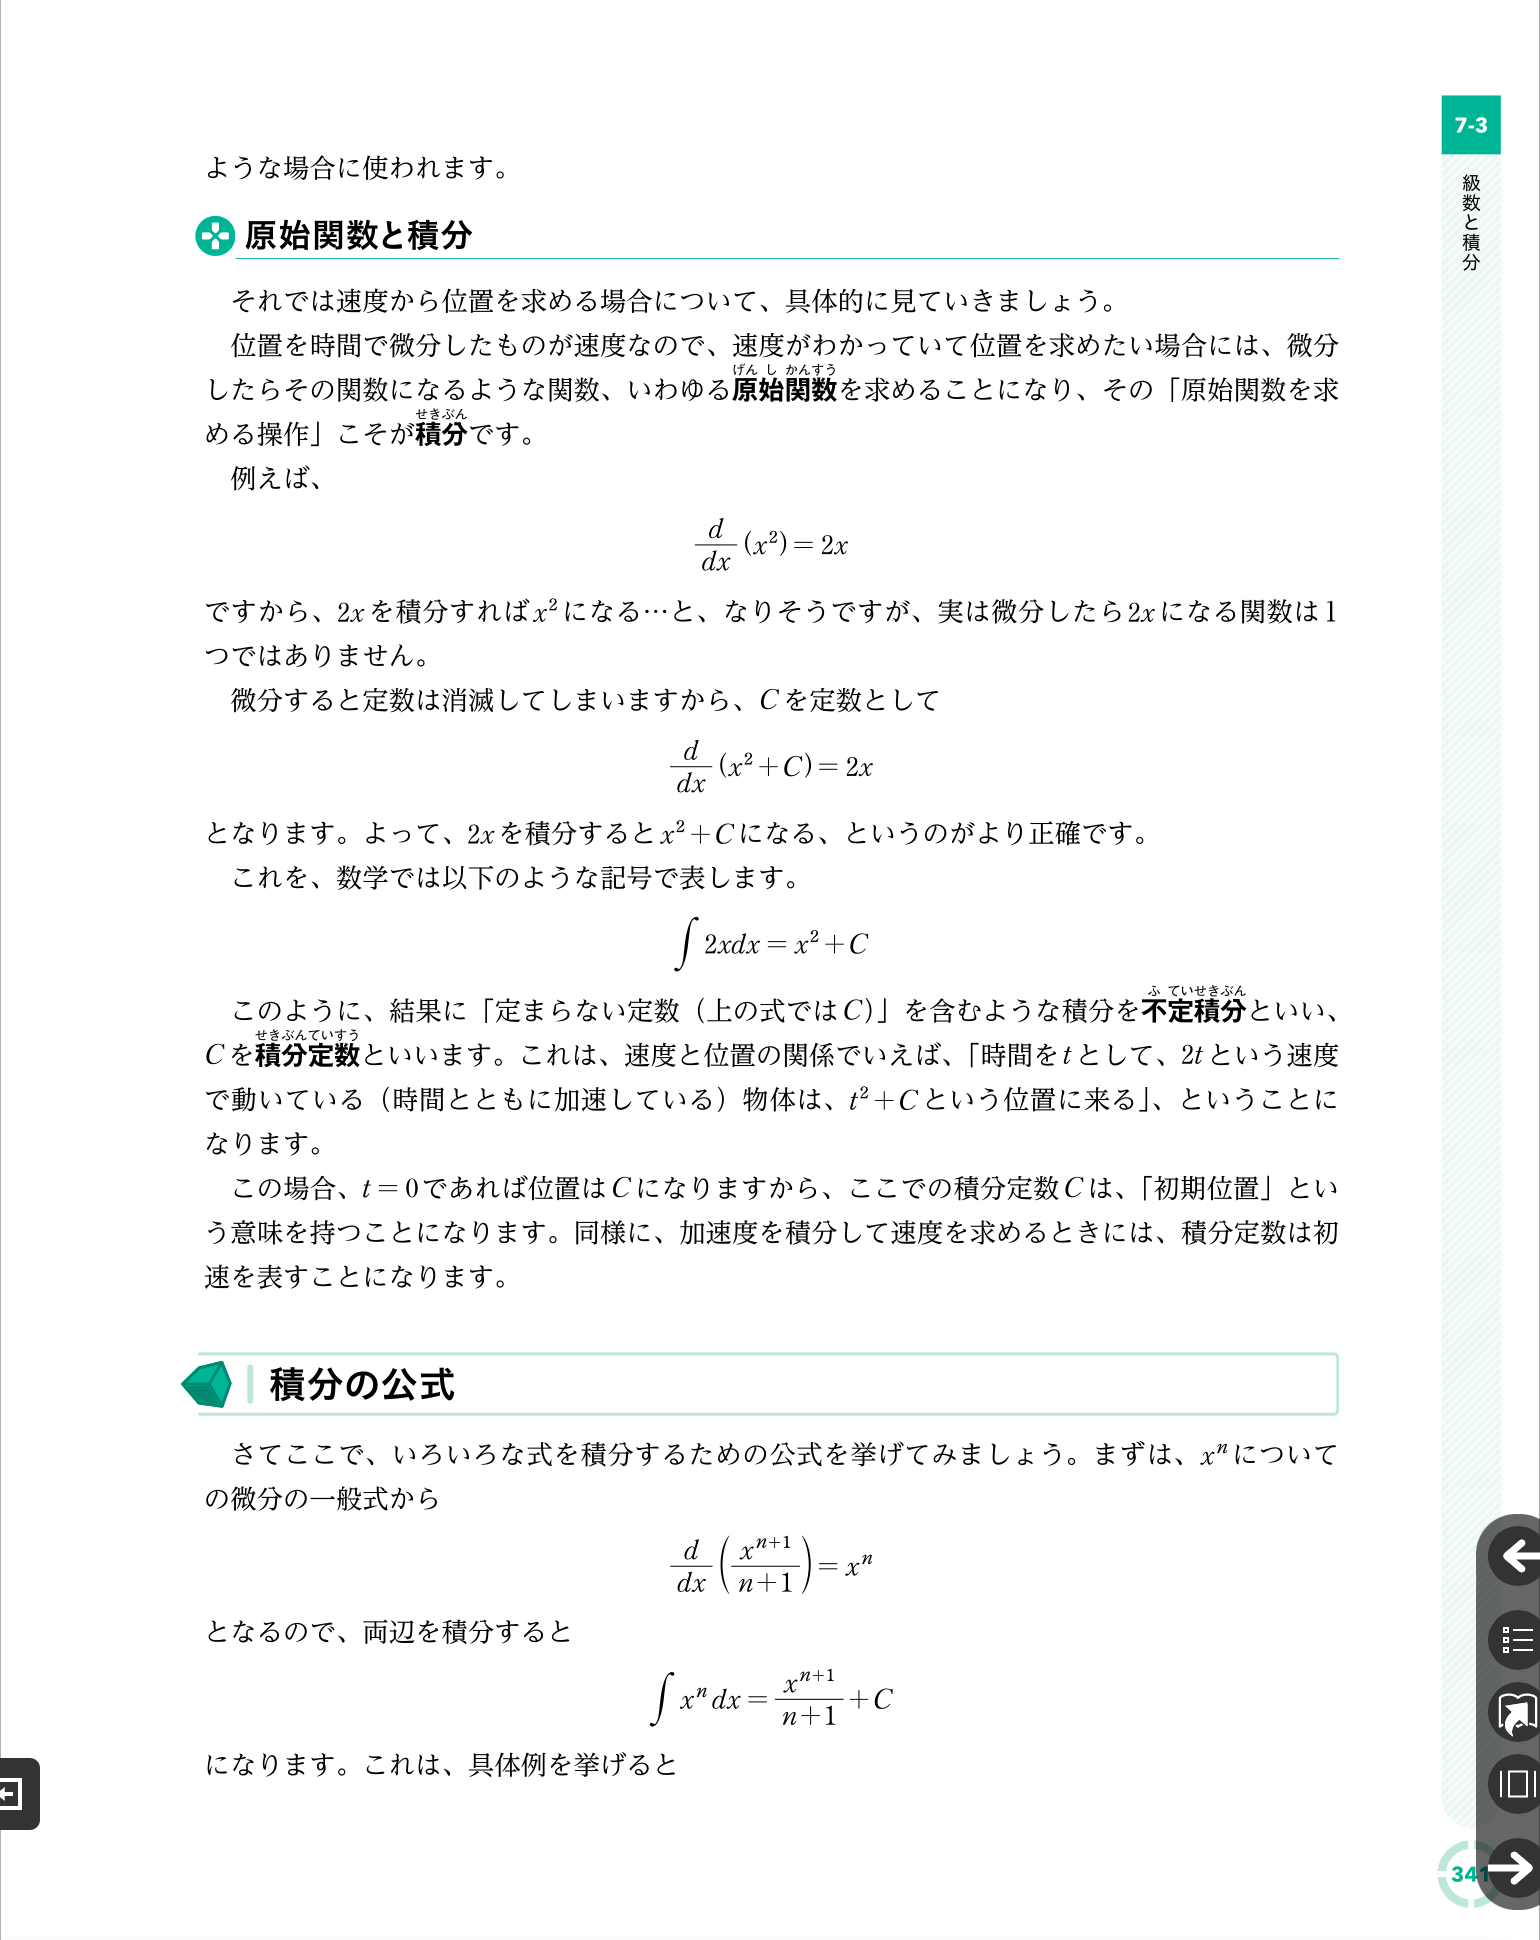 7-3
級数と積分
ような場合に使われます。
原始関数と積分
それでは速度から位置を求める場合について、具体的に見ていきましょう。
位置を時間で微分したものが速度なので、速度がわかっていて位置を求めたい場合には、微分
げん し かんすう
したらその関数になるような関数、いわゆる原始関数を求めることになり、その「原始関数を求
せきぶん
める操作」こそが積分です。
例えば、
d/dx (x²) = 2x
ですから、2xを積分すればx²になる…と、なりそうですが、実は微分したら2xになる関数は1
つではありません。
微分すると定数は消滅してしまいますから、Cを定数として
d/dx (x²+C) = 2x
となります。よって、2xを積分するとx²+Cになる、というのがより正確です。
これを、数学では以下のような記号で表します。
∫ 2xdx = x²+C
ふ ていせきぶん
このように、結果に「定まらない定数（上の式ではC）」を含むような積分を不定積分といい、
せきぶんていすう
Cを積分定数といいます。これは、速度と位置の関係でいえば、「時間をtとして、2tという速度
で動いている（時間とともに加速している）物体は、t²+Cという位置に来る」、ということに
なります。
この場合、t = 0であれば位置はCになりますから、ここでの積分定数Cは、「初期位置」とい
う意味を持つことになります。同様に、加速度を積分して速度を求めるときには、積分定数は初
速を表すことになります。
積分の公式
さてここで、いろいろな式を積分するための公式を挙げてみましょう。まずは、xⁿについて
の微分の一般式から
d/dx (xⁿ⁺¹/n+1) = xⁿ
となるので、両辺を積分すると
∫ xⁿdx = xⁿ⁺¹/n+1 + C
になります。これは、具体例を挙げると
341